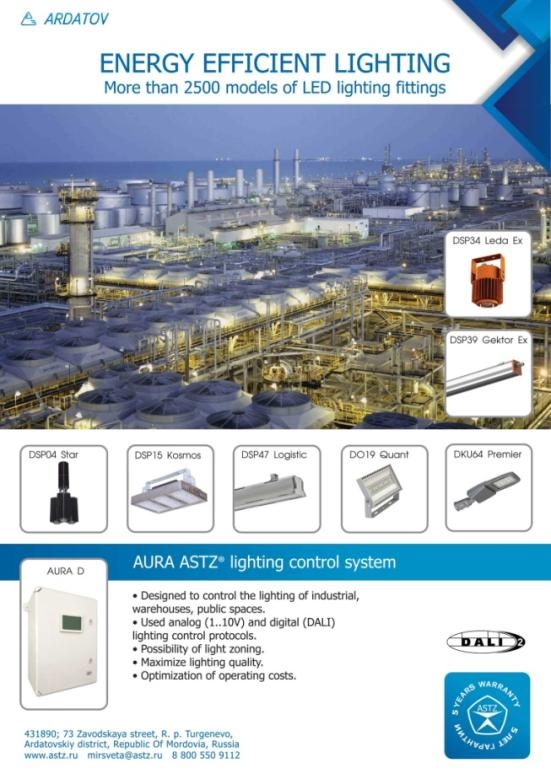 ARDATOV
ENERGY EFFICIENT LIGHTING
More than 2500 models of LED lighting fittings
DSP34 Leda Ex
DSP39 Gektor Ex
DSP04 Star
DSP15 Kosmos
DSP47 Logistic
DO19 Quant
DKU64 Premier
AURA D
AURA ASTZ® lighting control system
• Designed to control the lighting of industrial,
warehouses, public spaces.
• Used analog (1..10V) and digital (DALI)
lighting control protocols.
• Possibility of light zoning.
• Maximize lighting quality.
• Optimization of operating costs.
DALI 2
5 YEARS WARRANTY
ASTZ
5 ЛЕТ ГАРАНТИИ
431890; 73 Zavodskaya street, R. p. Turgenevo,
Ardatovskiy district, Republic Of Mordovia, Russia
www.astz.ru mirsveta@astz.ru 8 800 550 9112